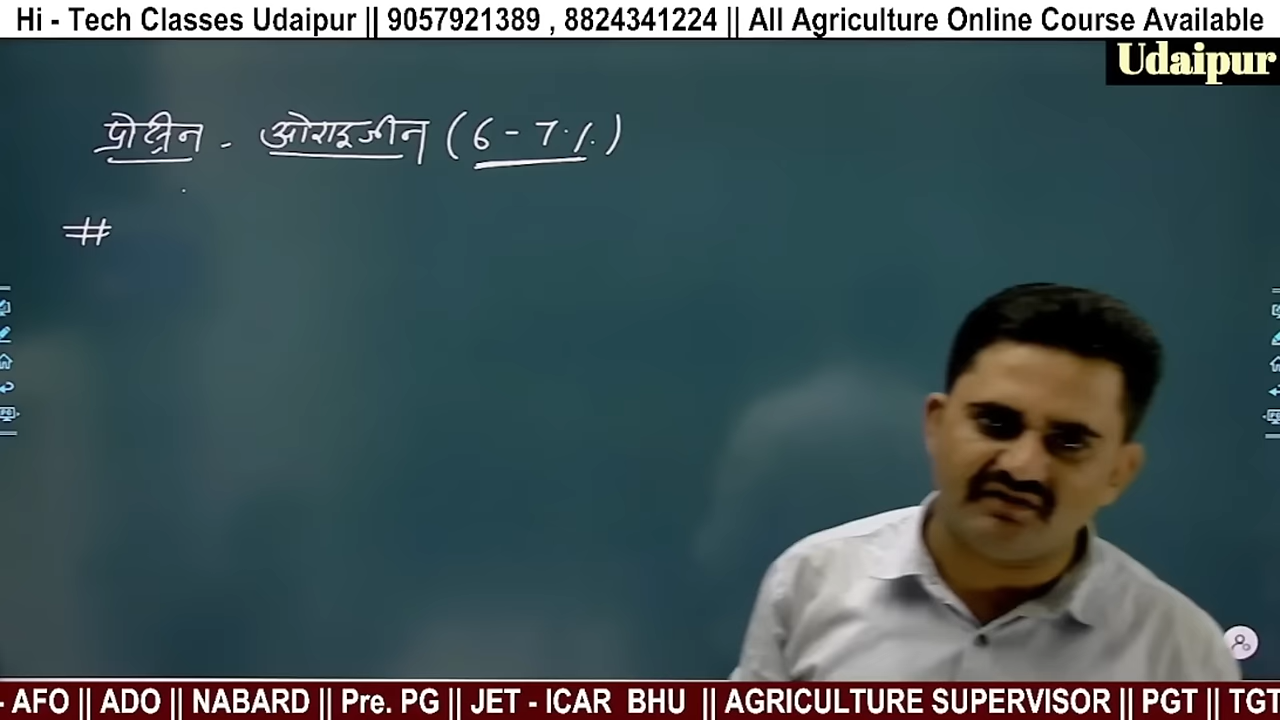 Hi - Tech Classes Udaipur || 9057921389 , 8824341224 || All Agriculture Online Course Available
Udaipur
प्रोटीन - ओराइजीन (6-7%)
#
- AFO || ADO || NABARD || Pre. PG || JET - ICAR BHU || AGRICULTURE SUPERVISOR || PGT || TGT